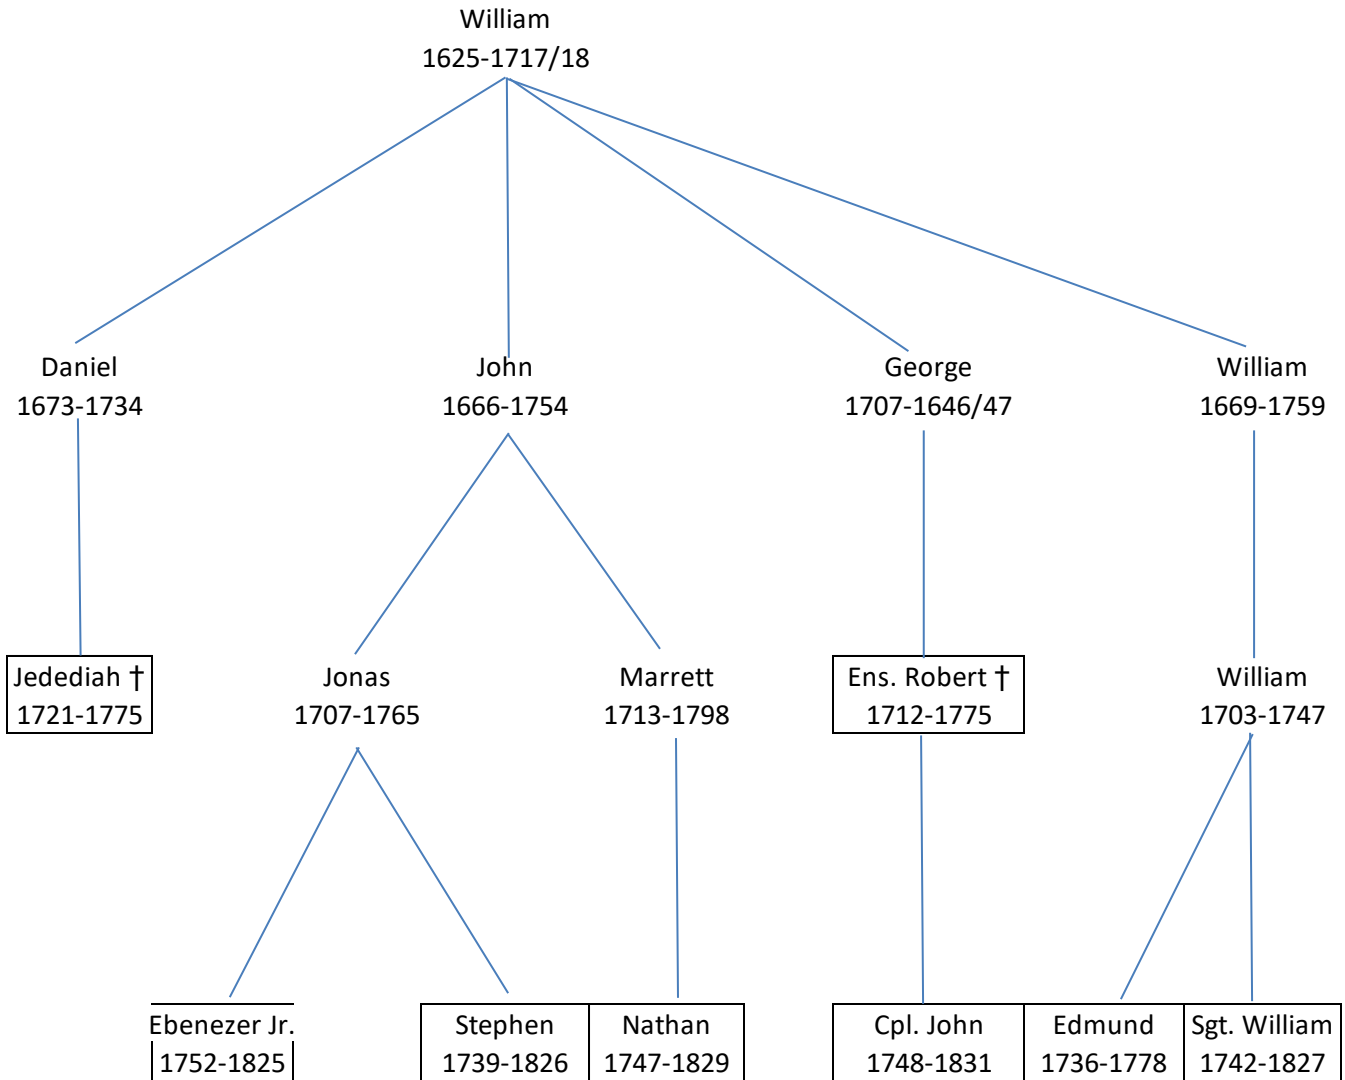 William
1625-1717/18
Daniel
1673-1734
John
1666-1754
George
1707-1646/47
William
1669-1759
Jedediah †
1721-1775
Jonas
1707-1765
Marrett
1713-1798
Ens. Robert †
1712-1775
William
1703-1747
Ebenezer Jr.
1752-1825
Stephen
1739-1826
Nathan
1747-1829
Cpl. John
1748-1831
Edmund
1736-1778
Sgt. William
1742-1827